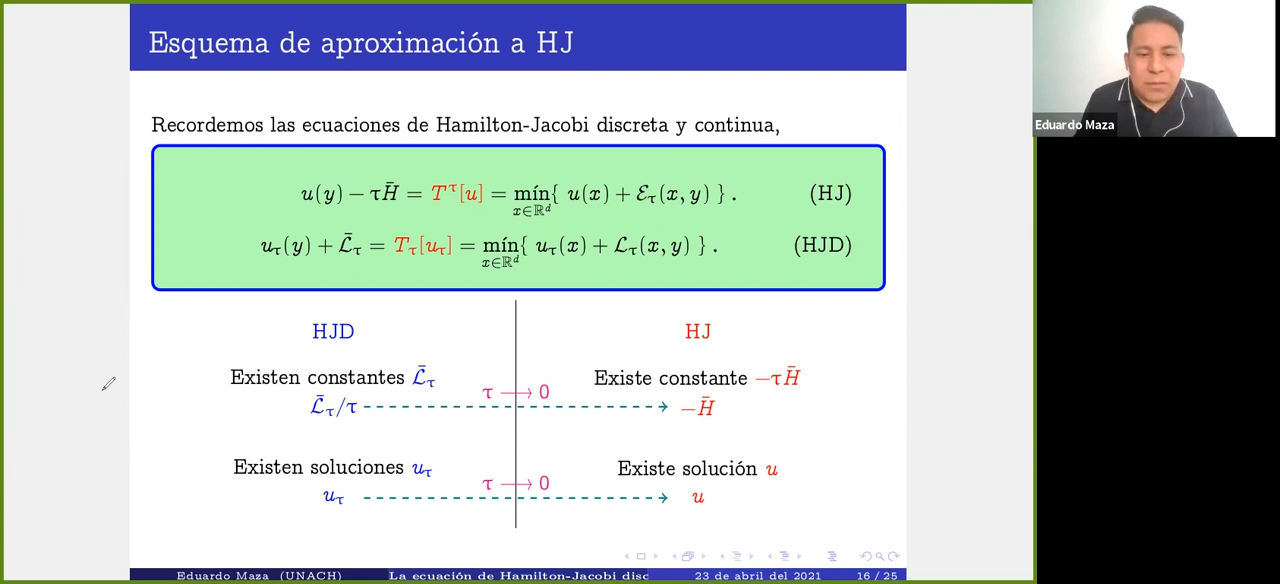 Esquema de aproximación a HJ
Eduardo Maza
Recordemos las ecuaciones de Hamilton-Jacobi discreta y continua,
u(y) − τH̄ = T^τ[u] = mín_{x∈ℝ^d} { u(x) + ℰ_τ(x, y) } . (HJ)
u_τ(y) + ℒ̄_τ = T_τ[u_τ] = mín_{x∈ℝ^d} { u_τ(x) + ℒ_τ(x, y) } . (HJD)
HJD HJ
Existen constantes ℒ̄_τ Existe constante −τH̄
τ ⟶ 0
ℒ̄_τ/τ −H̄
Existen soluciones u_τ Existe solución u
τ ⟶ 0
u_τ u
Eduardo Maza (UNACH) La ecuación de Hamilton-Jacobi disc 23 de abril del 2021 16 / 25